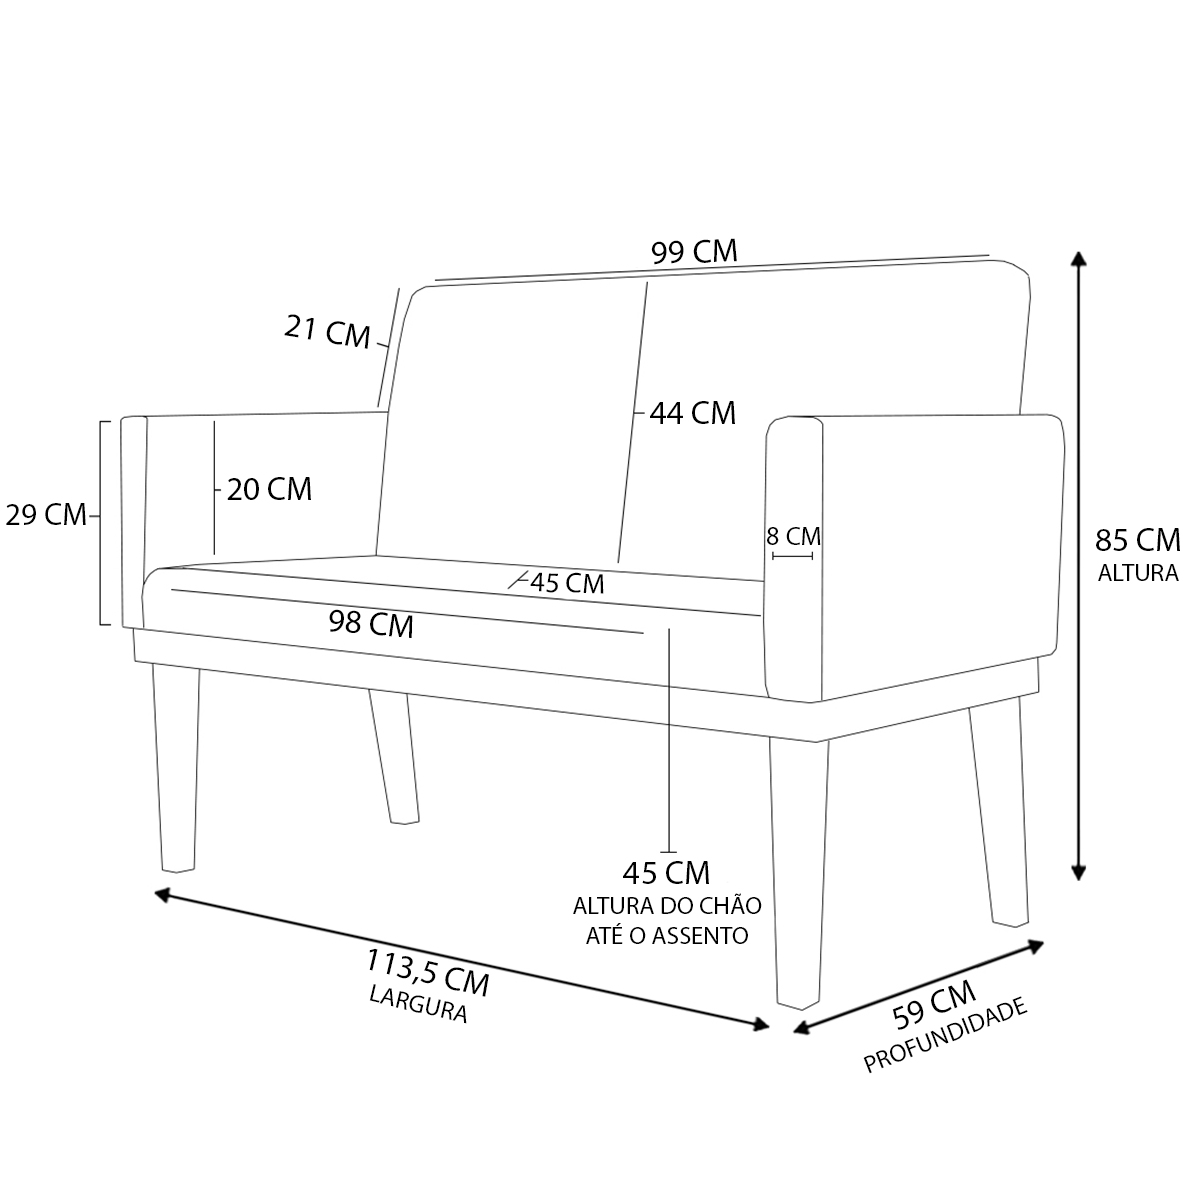 99 CM
21 CM
44 CM
20 CM
29 CM
8 CM
85 CM
ALTURA
45 CM
98 CM
45 CM
ALTURA DO CHÃO
ATÉ O ASSENTO
113,5 CM
LARGURA
59 CM
PROFUNDIDADE